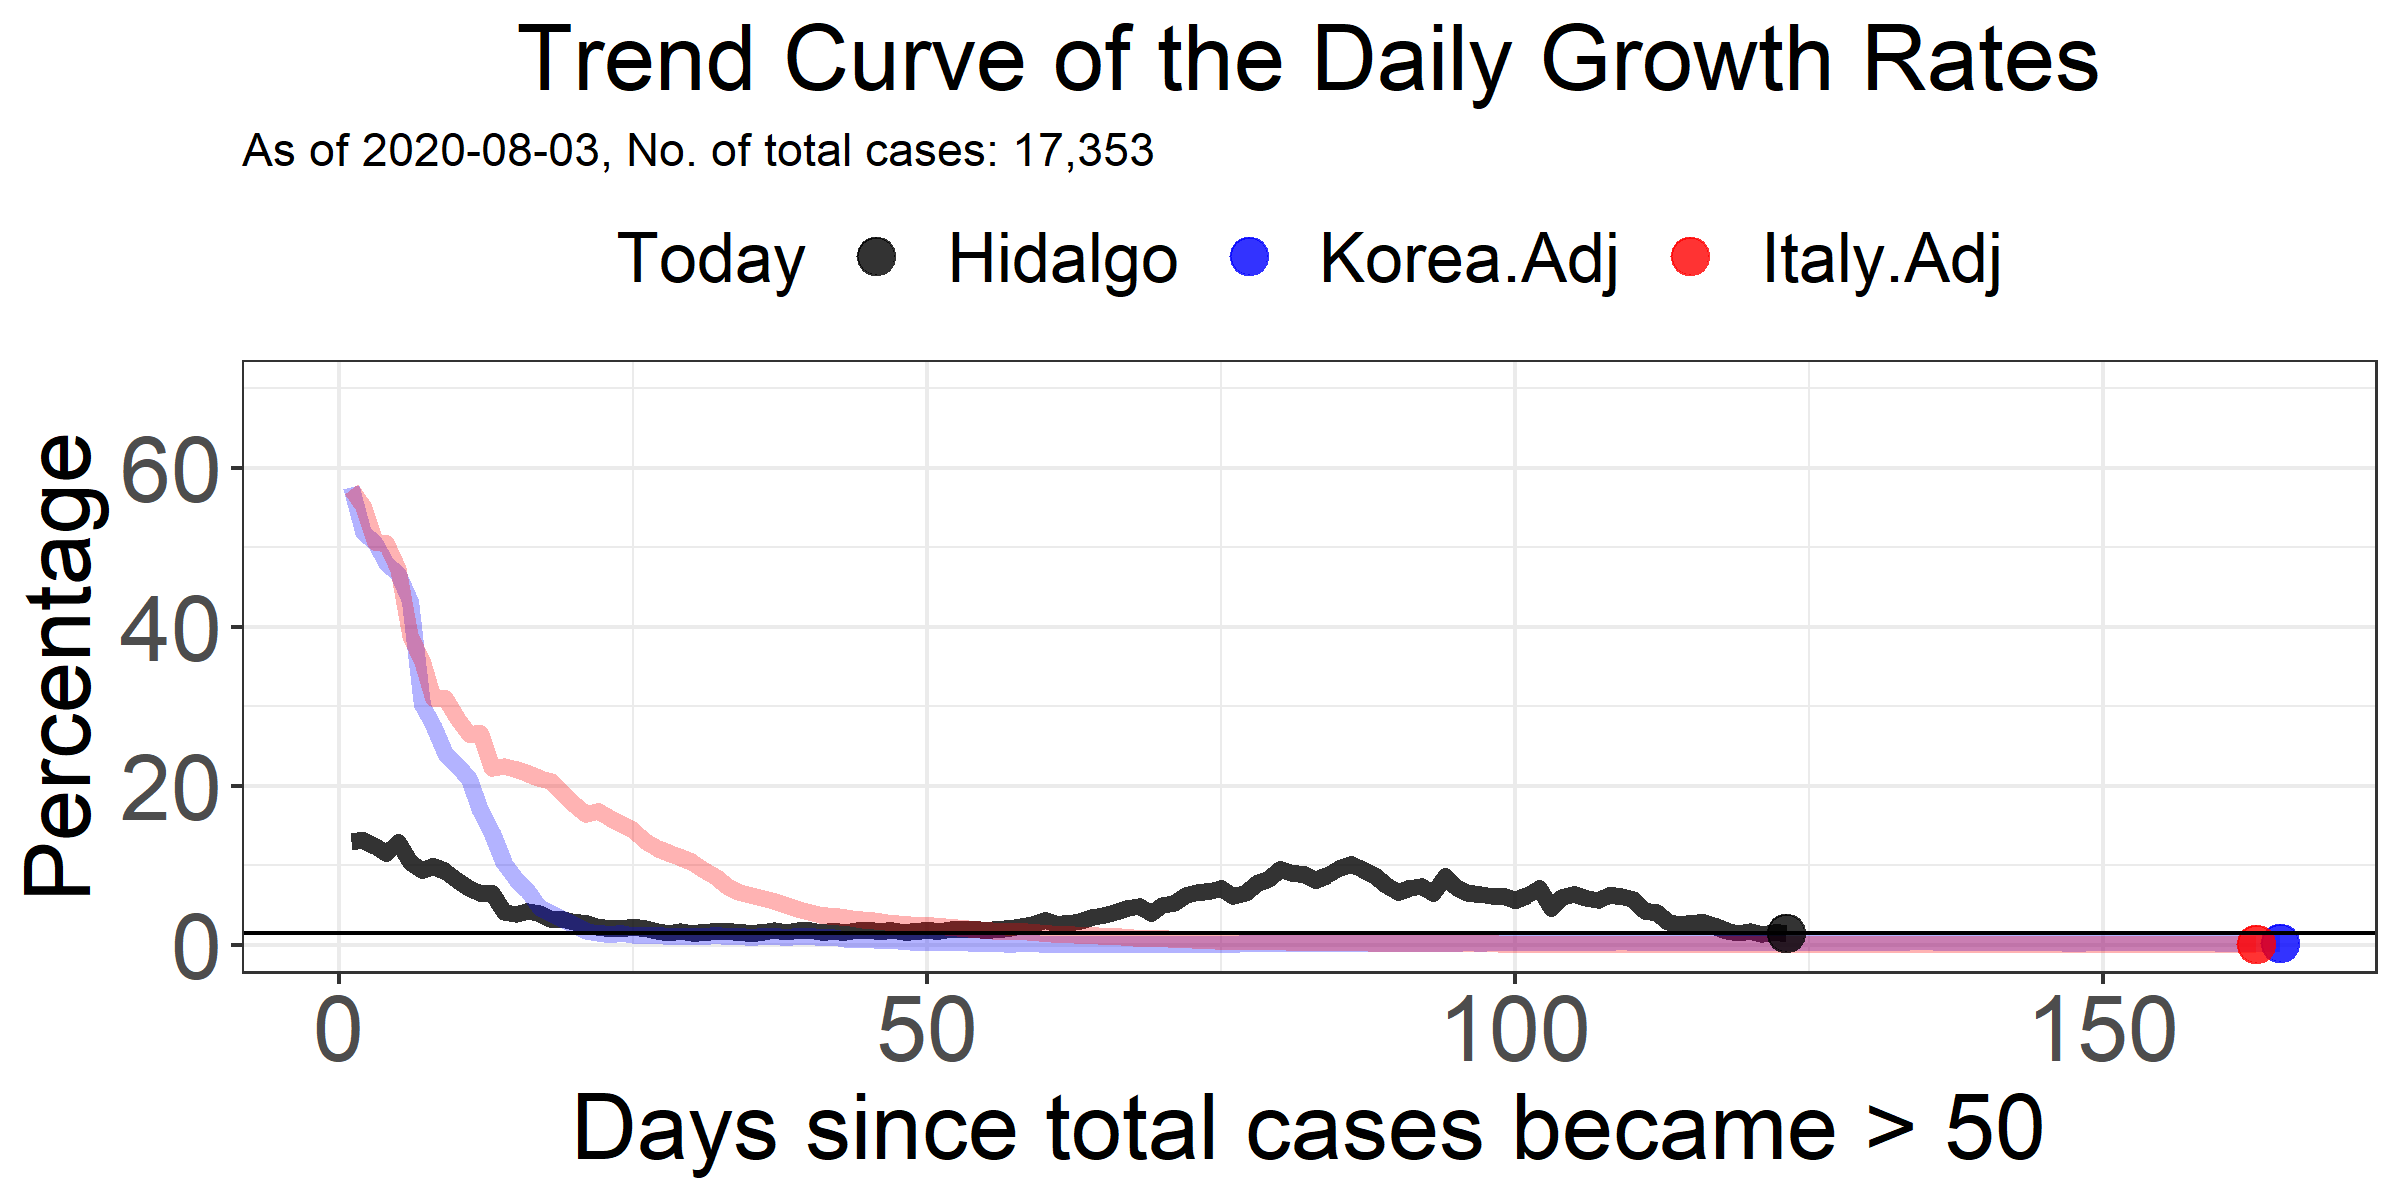 Trend Curve of the Daily Growth Rates
As of 2020-08-03, No. of total cases: 17,353
Today Hidalgo Korea.Adj Italy.Adj
Percentage
60
40
20
0
0 50 100 150
Days since total cases became > 50